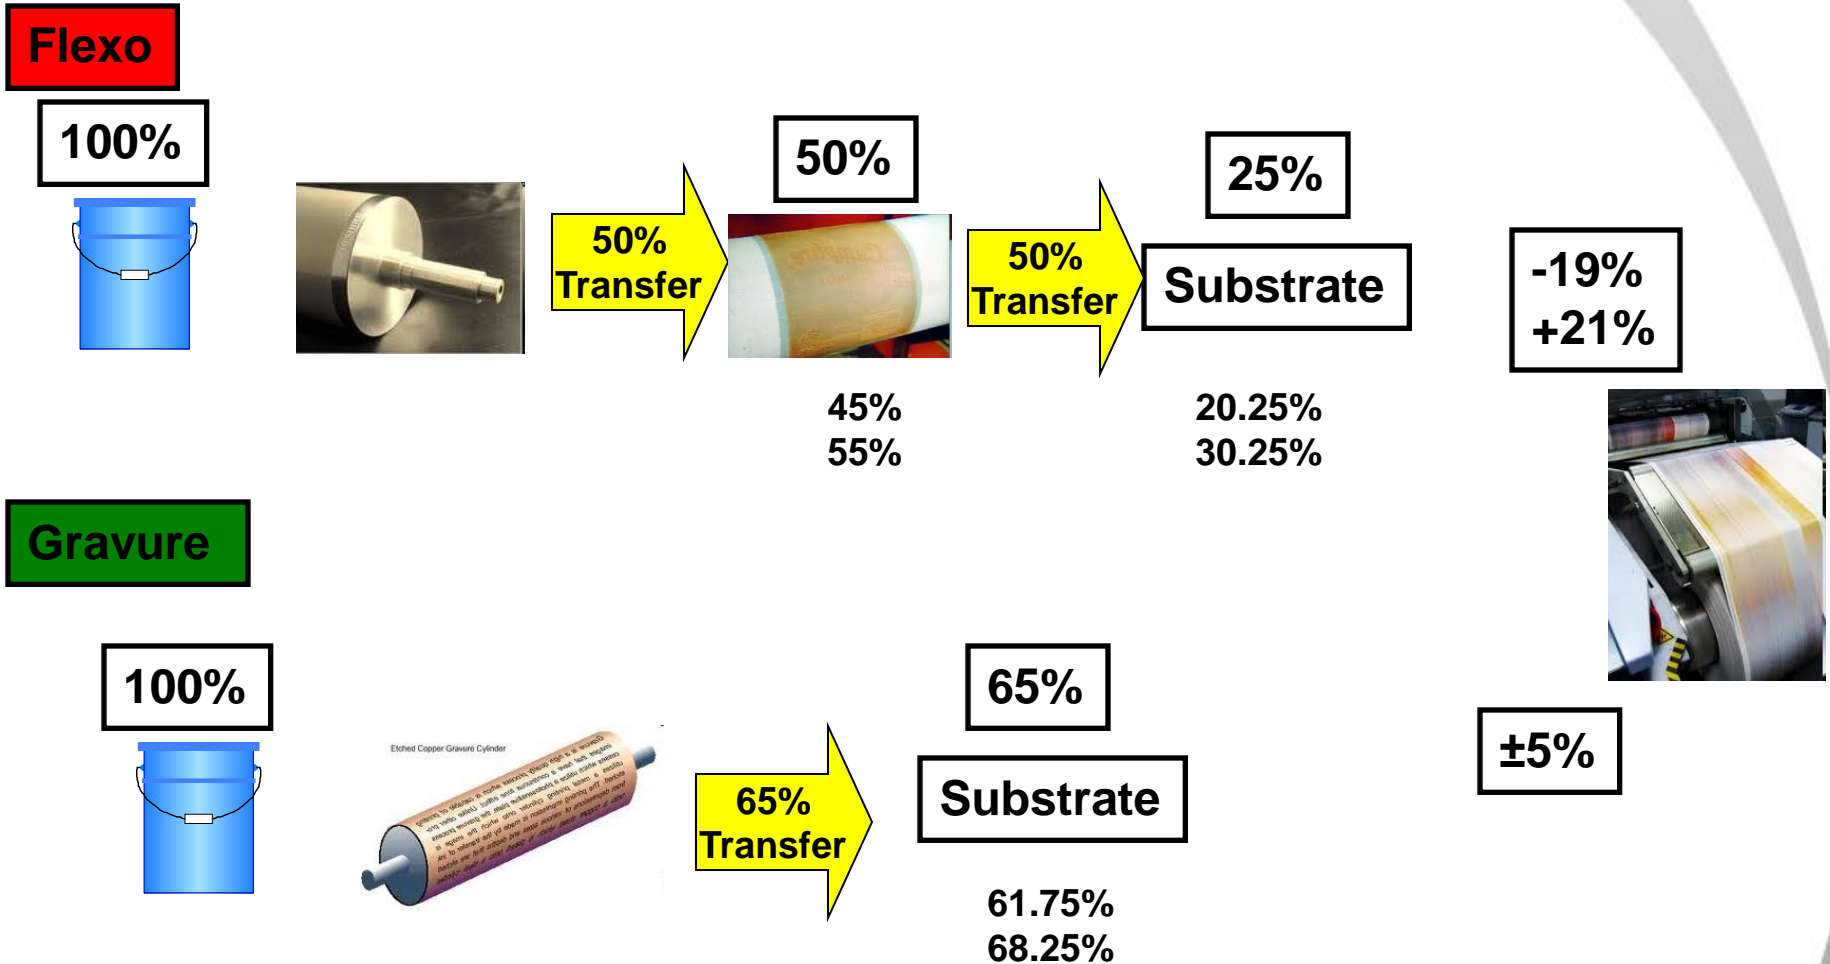 Flexo
100%
50%
Transfer
50%
50%
Transfer
25%
Substrate
-19%
+21%
45%
55%
20.25%
30.25%
Gravure
100%
Etched Copper Gravure Cylinder
65%
Transfer
65%
Substrate
61.75%
68.25%
±5%